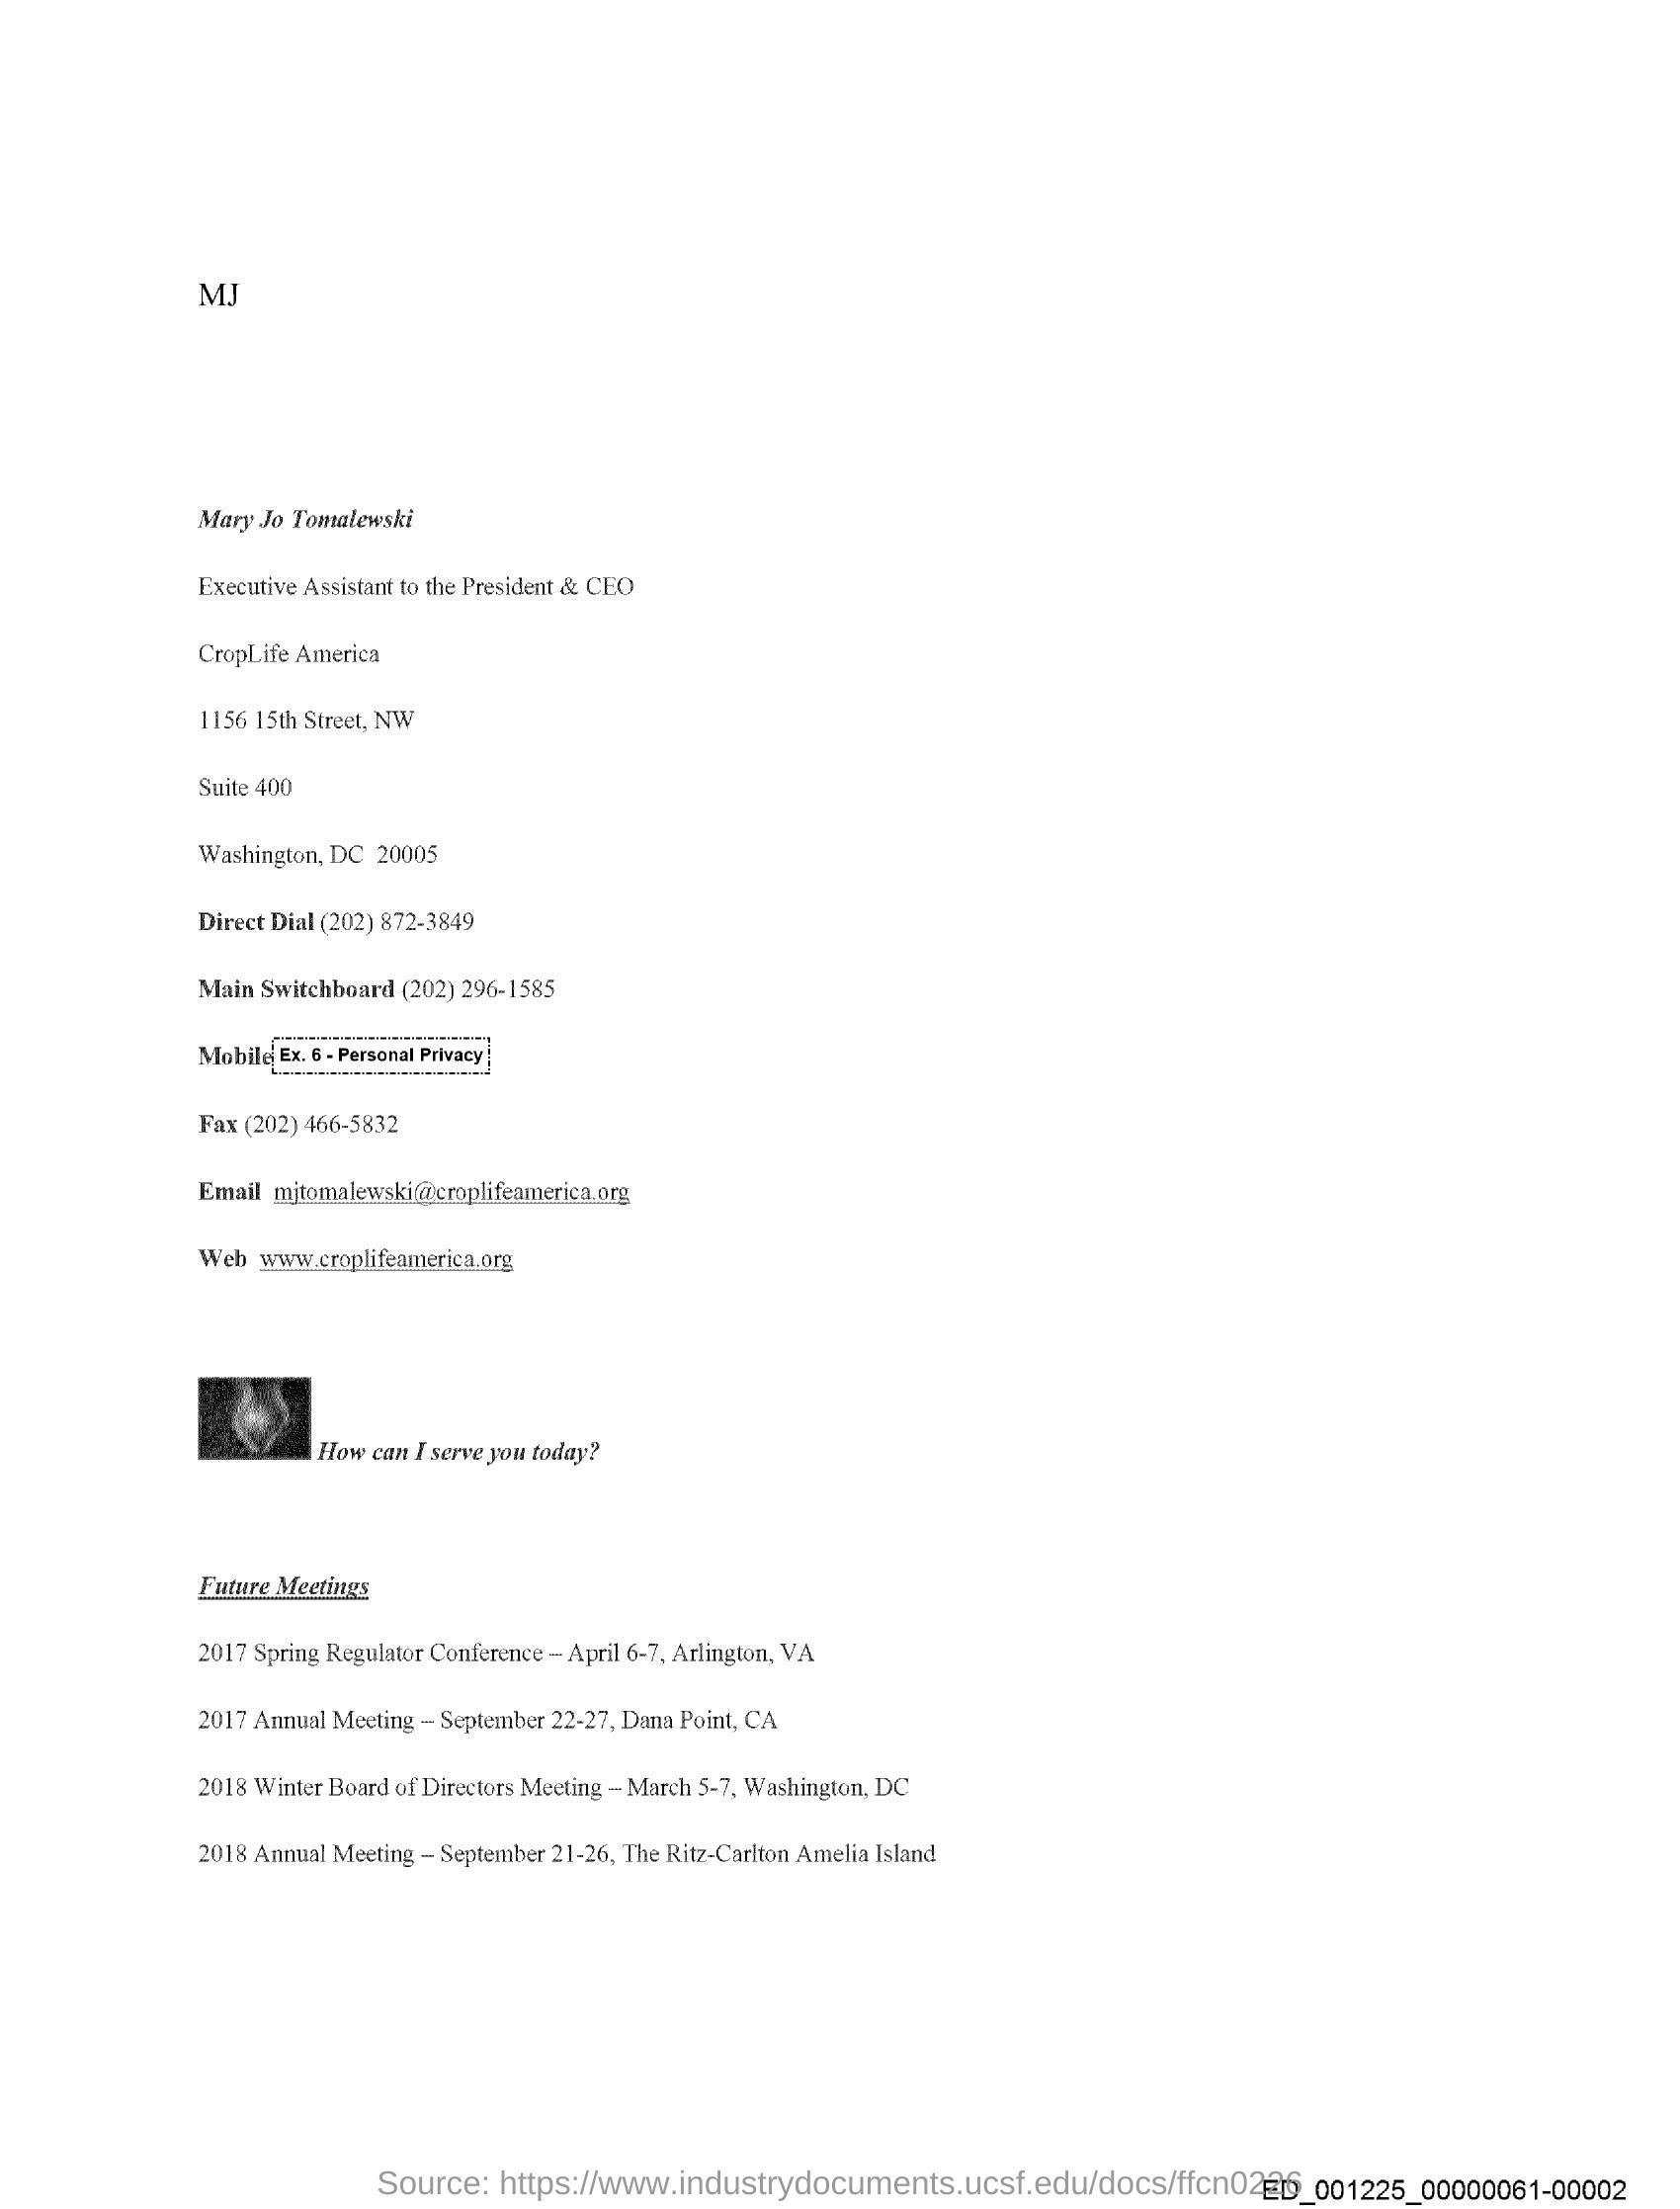 MJ
Mary Jo Tomalewski
Executive Assistant to the President & CEO
CropLife America
1156 15th Street, NW
Suite 400
Washington, DC  20005
Direct Dial (202) 872-3849
Main Switchboard (202) 296-1585
Mobile Ex. 6 - Personal Privacy
Fax (202) 466-5832
Email  mjtomalewski@croplifeamerica.org
Web  www.croplifeamerica.org
How can I serve you today?
Future Meetings
2017 Spring Regulator Conference – April 6-7, Arlington, VA
2017 Annual Meeting – September 22-27, Dana Point, CA
2018 Winter Board of Directors Meeting – March 5-7, Washington, DC
2018 Annual Meeting – September 21-26, The Ritz-Carlton Amelia Island
Source: https://www.industrydocuments.ucsf.edu/docs/ffcn0226
ED_001225_00000061-00002